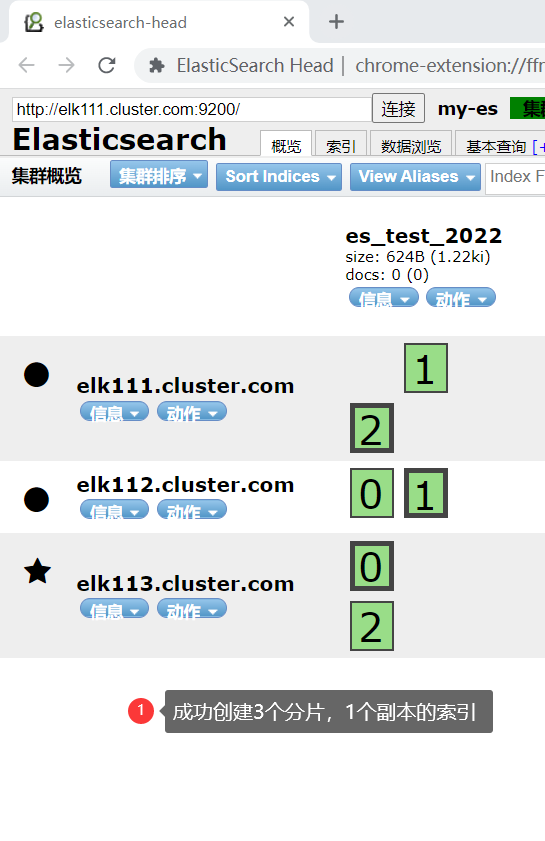 elasticsearch-head
ElasticSearch Head | chrome-extension://ffr
http://elk111.cluster.com:9200/ 连接 my-es 集
Elasticsearch 概览 索引 数据浏览 基本查询 [+
集群概览 集群排序 Sort Indices View Aliases Index F
es_test_2022
size: 624B (1.22ki)
docs: 0 (0)
信息 动作
1
elk111.cluster.com
信息 动作
2
elk112.cluster.com 0 1
信息 动作
0
elk113.cluster.com
信息 动作
2
1 成功创建3个分片，1个副本的索引